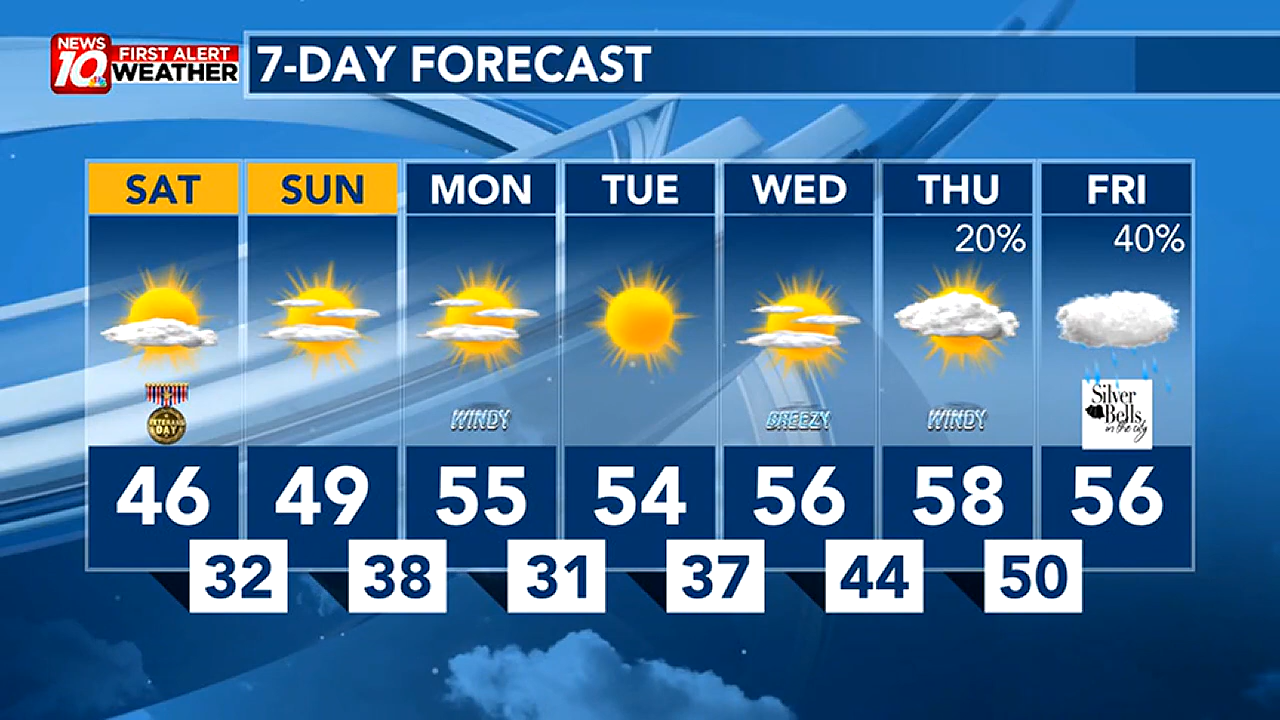 NEWS
10
FIRST ALERT
WEATHER
7-DAY FORECAST
SAT SUN MON TUE WED THU FRI
20% 40%
VETERANS
DAY
WINDY BREEZY WINDY
Silver
Bells
in the city
46 49 55 54 56 58 56
32 38 31 37 44 50